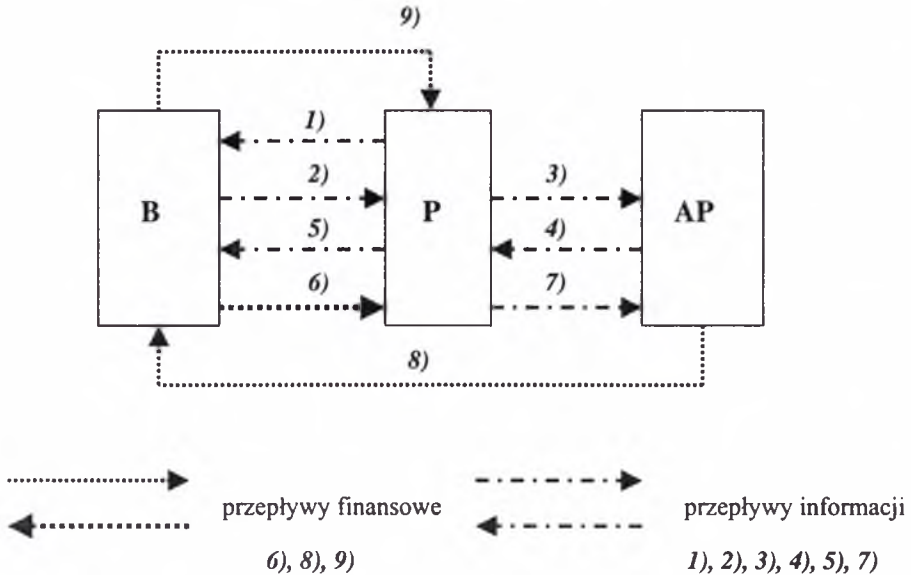 9)
1)
2)
3)
B
P
AP
5)
4)
6)
7)
8)
przepływy finansowe
przepływy informacji
6), 8), 9)
1), 2), 3), 4), 5), 7)